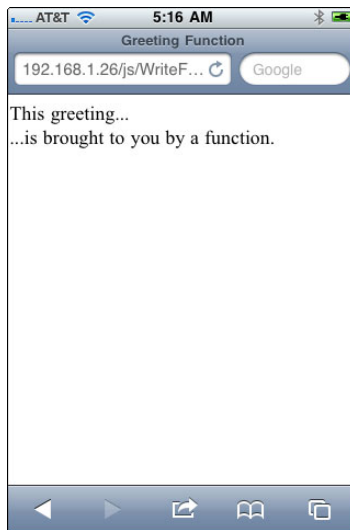 AT&T 5:16 AM
Greeting Function
192.168.1.26/js/WriteF... Google
This greeting...
...is brought to you by a function.